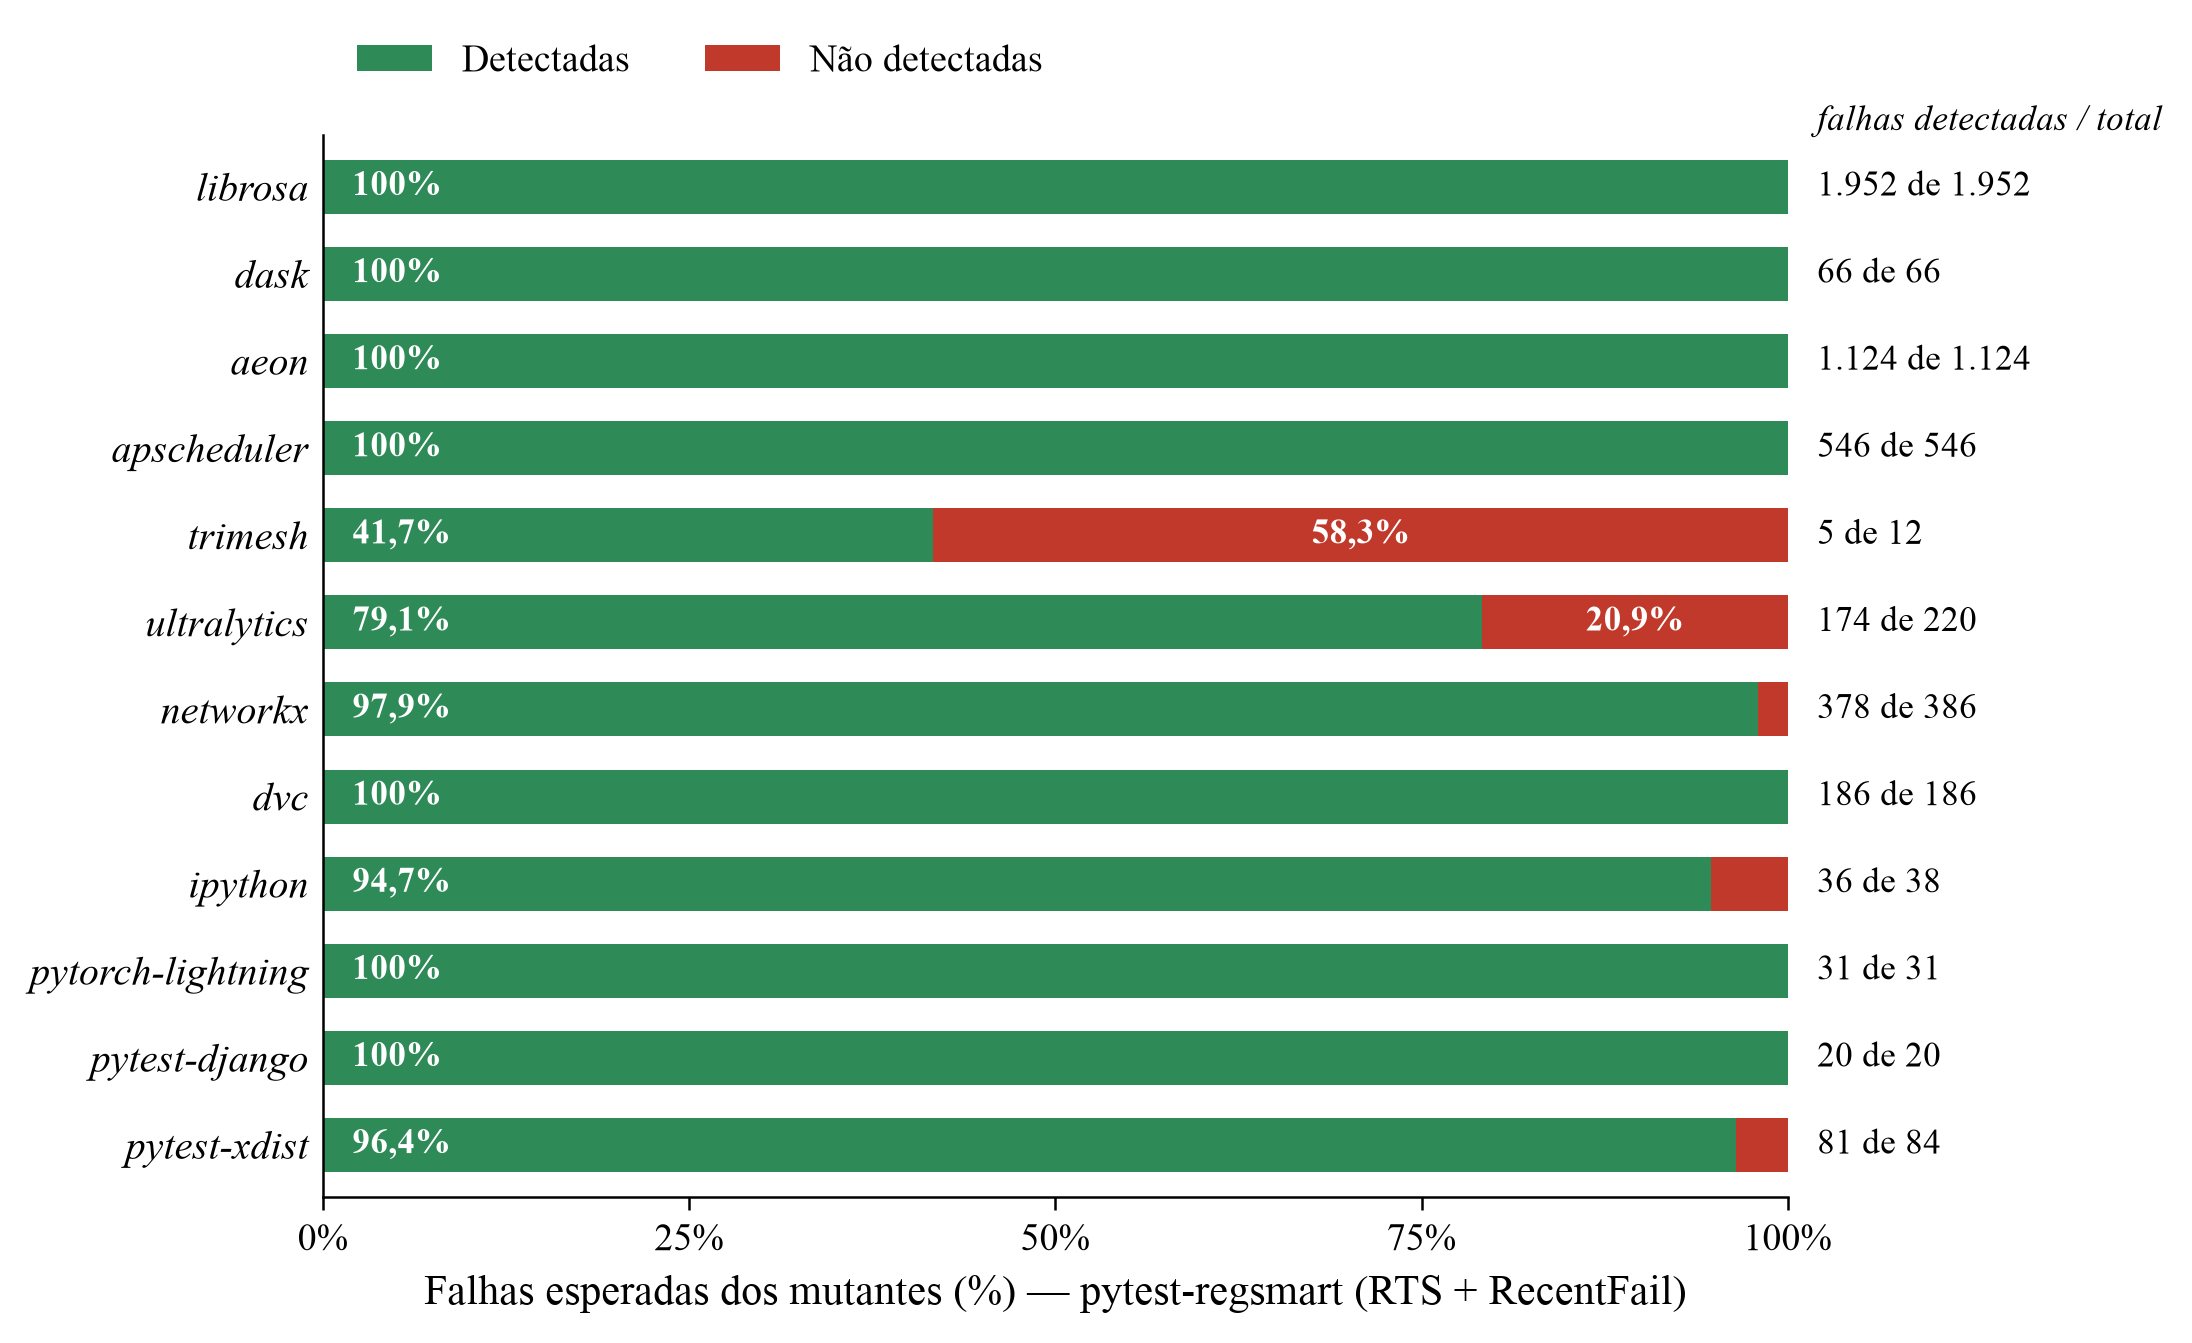 Detectadas Não detectadas
falhas detectadas / total
librosa 100% 1.952 de 1.952
dask 100% 66 de 66
aeon 100% 1.124 de 1.124
apscheduler 100% 546 de 546
trimesh 41,7% 58,3% 5 de 12
ultralytics 79,1% 20,9% 174 de 220
networkx 97,9% 378 de 386
dvc 100% 186 de 186
ipython 94,7% 36 de 38
pytorch-lightning 100% 31 de 31
pytest-django 100% 20 de 20
pytest-xdist 96,4% 81 de 84
0% 25% 50% 75% 100%
Falhas esperadas dos mutantes (%) — pytest-regsmart (RTS + RecentFail)